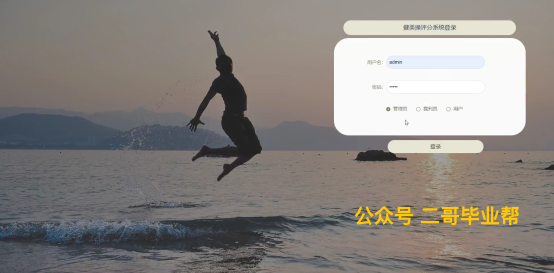 健美操评分系统登录
用户名:
admin
密码:
管理员 裁判员 用户
登录
公众号 二哥毕业帮